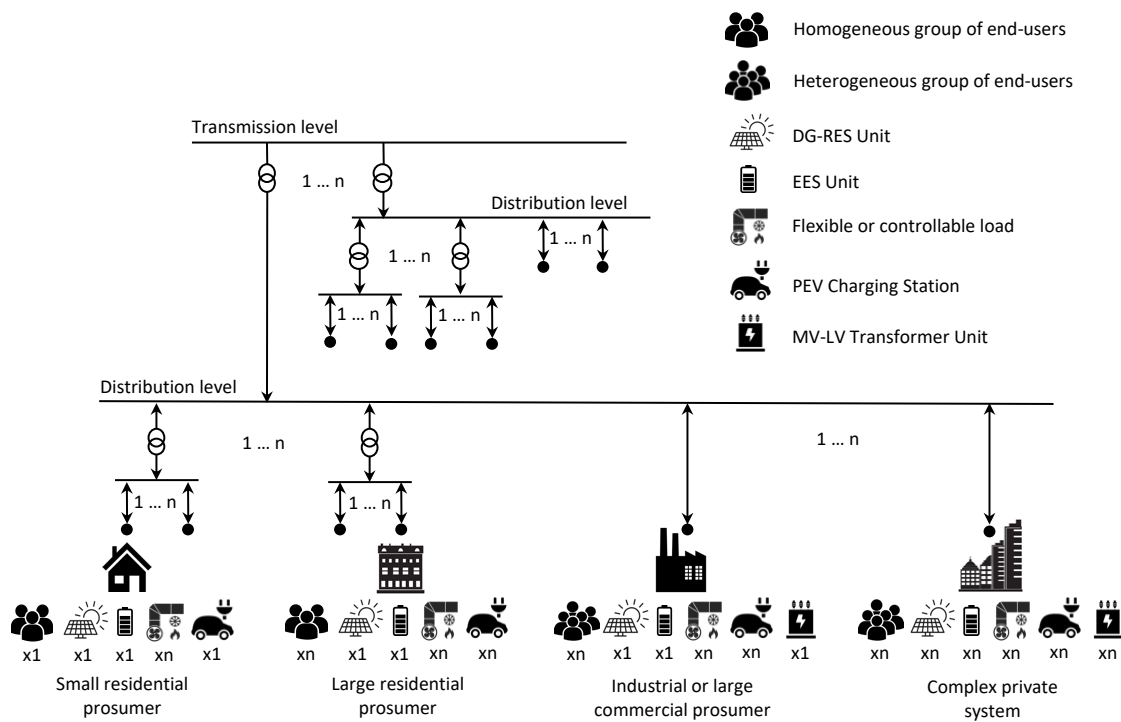 Homogeneous group of end-users
Heterogeneous group of end-users
DG-RES Unit
EES Unit
Flexible or controllable load
PEV Charging Station
MV-LV Transformer Unit
Transmission level
1 ... n
Distribution level
1 ... n
1 ... n
1 ... n
1 ... n
Distribution level
1 ... n
1 ... n
1 ... n
1 ... n
x1 x1 x1 xn x1
Small residential
prosumer
xn x1 x1 xn xn
Large residential
prosumer
xn x1 x1 xn xn x1
Industrial or large
commercial prosumer
xn xn xn xn xn xn
Complex private
system